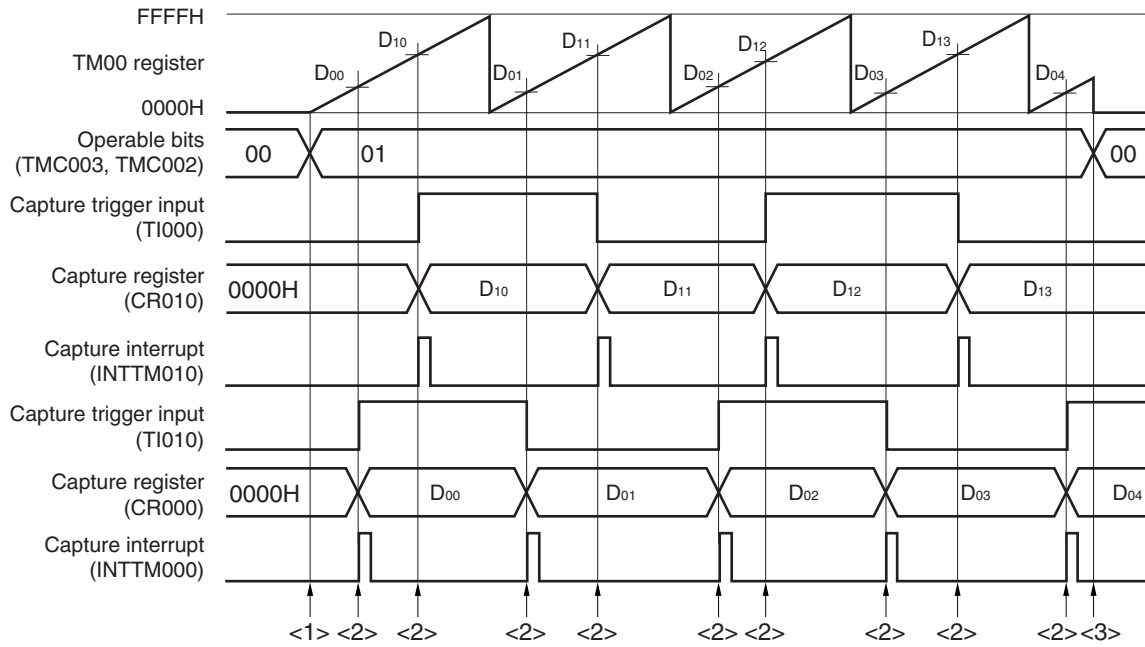 FFFFH
TM00 register
0000H
D10
D11
D12
D13
D00
D01
D02
D03
D04
Operable bits
(TMC003, TMC002)
00
01
00
Capture trigger input
(TI000)
Capture register
(CR010)
0000H
D10
D11
D12
D13
Capture interrupt
(INTTM010)
Capture trigger input
(TI010)
Capture register
(CR000)
0000H
D00
D01
D02
D03
D04
Capture interrupt
(INTTM000)
<1> <2> <2> <2> <2> <2> <2> <2> <2> <2> <3>